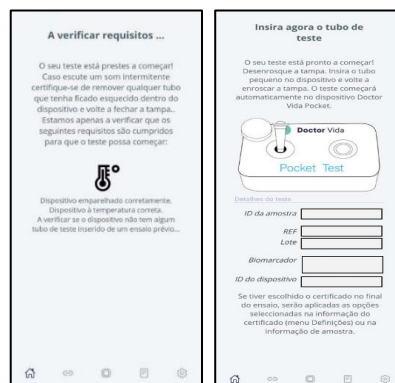 A verificar requisitos ...
O seu teste está prestes a começar!
Caso escute um som intermitente
certifique-se de remover qualquer tubo
que tenha ficado esquecido dentro do
dispositivo e volte a fechar a tampa..
Estamos apenas a verificar que os
seguintes requisitos são cumpridos
para que o teste possa começar:
Dispositivo emparelhado corretamente.
Dispositivo à temperatura correta.
A verificar se o dispositivo não tem algum
tubo de teste inserido de um ensaio prévio...
Insira agora o tubo de
teste
O seu teste está pronto a começar!
Desenrosque a tampa. Insira o tubo
pequeno no dispositivo e volte a
enroscar a tampa. O teste começará
automaticamente no dispositivo Doctor
Vida Pocket.
Doctor Vida
Pocket Test
Detalhes do teste
ID da amostra
REF
Lote
Biomarcador
ID do dispositivo
Se tiver escolhido o certificado no final
do ensaio, serão aplicadas as opções
seleccionadas na informação do
certificado (menu Definições) ou na
informação de amostra.